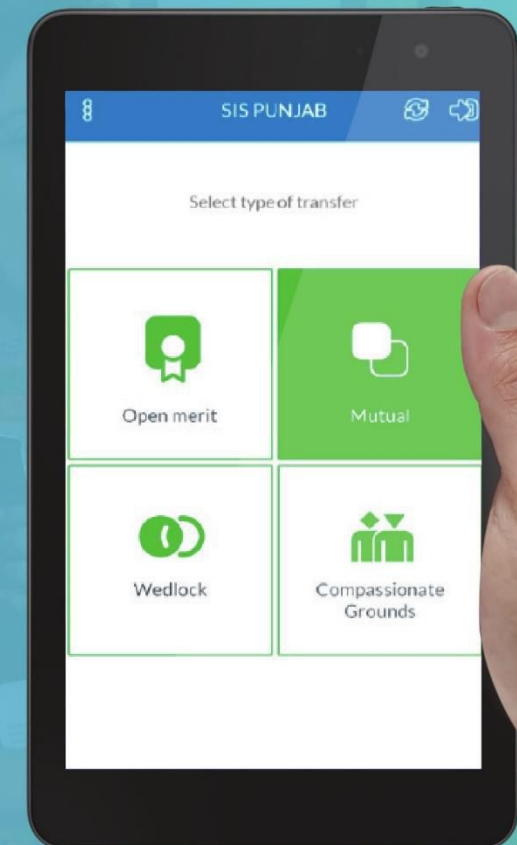 SIS PUNJAB
Select type of transfer
Open merit
Mutual
Wedlock
Compassionate
Grounds